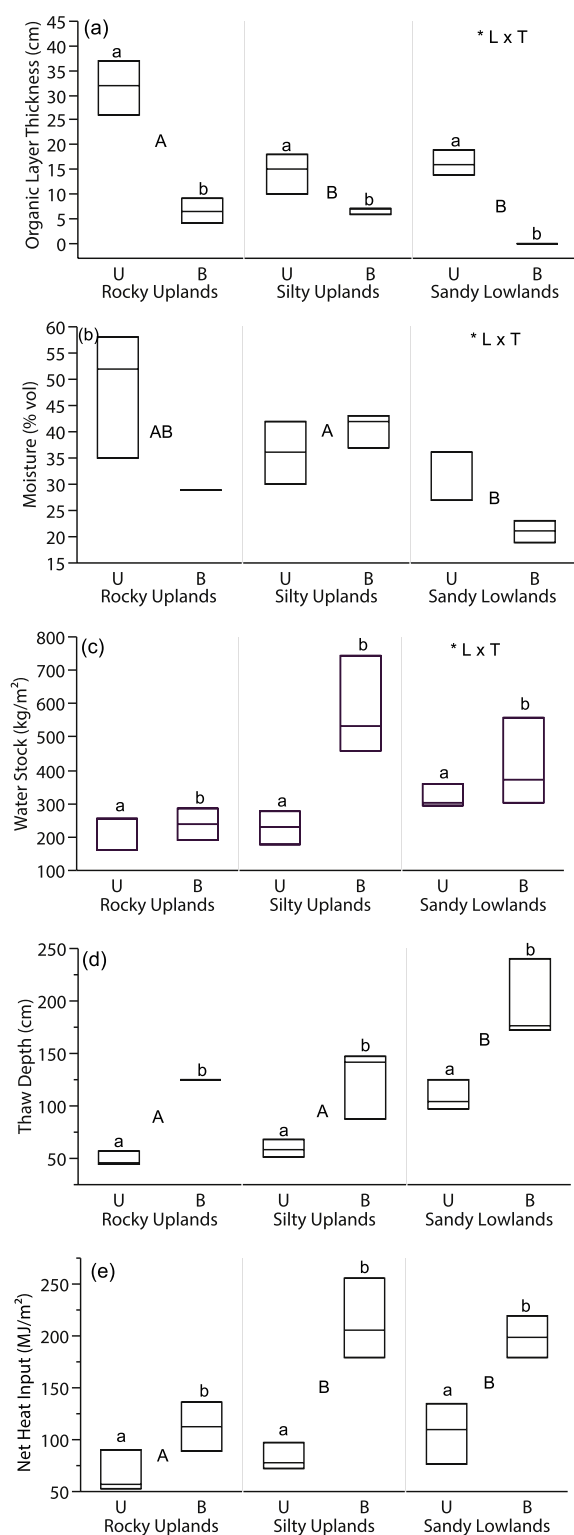 (a)
* L x T
Organic Layer Thickness (cm)
45
40
35
30
25
20
15
10
5
0
a
A
b
a
B
b
a
B
b
U B U B U B
Rocky Uplands Silty Uplands Sandy Lowlands
(b)
* L x T
Moisture (% vol)
60
55
50
45
40
35
30
25
20
15
AB
A
B
U B U B U B
Rocky Uplands Silty Uplands Sandy Lowlands
(c)
* L x T
Water Stock (kg/m²)
800
700
600
500
400
300
200
100
a
b
a
b
a
b
U B U B U B
Rocky Uplands Silty Uplands Sandy Lowlands
(d)
Thaw Depth (cm)
250
200
150
100
50
a
A
b
a
A
b
a
B
b
U B U B U B
Rocky Uplands Silty Uplands Sandy Lowlands
(e)
Net Heat Input (MJ/m²)
250
200
150
100
50
a
A
b
a
B
b
a
B
b
U B U B U B
Rocky Uplands Silty Uplands Sandy Lowlands